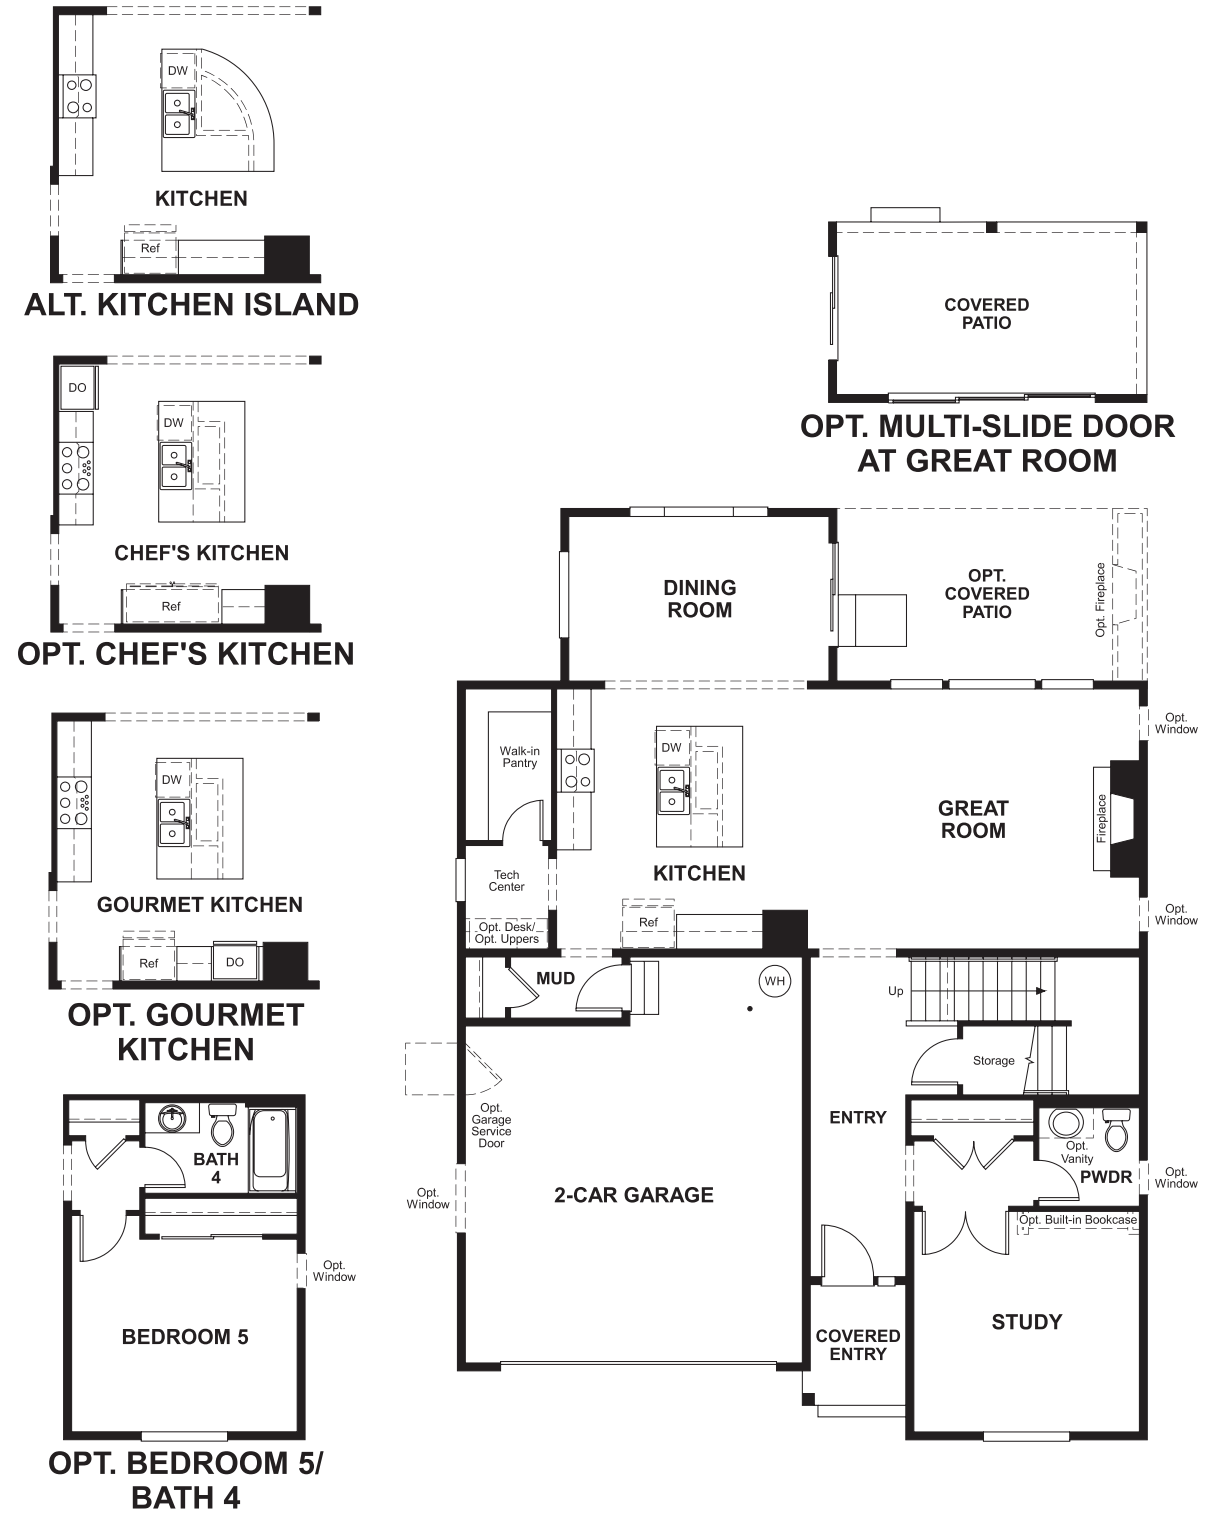 DW
KITCHEN
Ref
ALT. KITCHEN ISLAND
DO
DW
CHEF'S KITCHEN
Ref
OPT. CHEF'S KITCHEN
DW
GOURMET KITCHEN
Ref
DO
OPT. GOURMET
KITCHEN
BATH
4
Opt.
Window
BEDROOM 5
OPT. BEDROOM 5/
BATH 4
COVERED
PATIO
OPT. MULTI-SLIDE DOOR
AT GREAT ROOM
DINING
ROOM
OPT.
COVERED
PATIO
Opt. Fireplace
Opt.
Window
Walk-in
Pantry
DW
GREAT
ROOM
Fireplace
KITCHEN
Tech
Center
Opt. Desk/
Opt. Uppers
Ref
Opt.
Window
MUD
WH
Up
Storage
Opt.
Garage
Service
Door
ENTRY
Opt.
Vanity
PWDR
Opt.
Window
Opt.
Window
2-CAR GARAGE
Opt. Built-in Bookcase
STUDY
COVERED
ENTRY